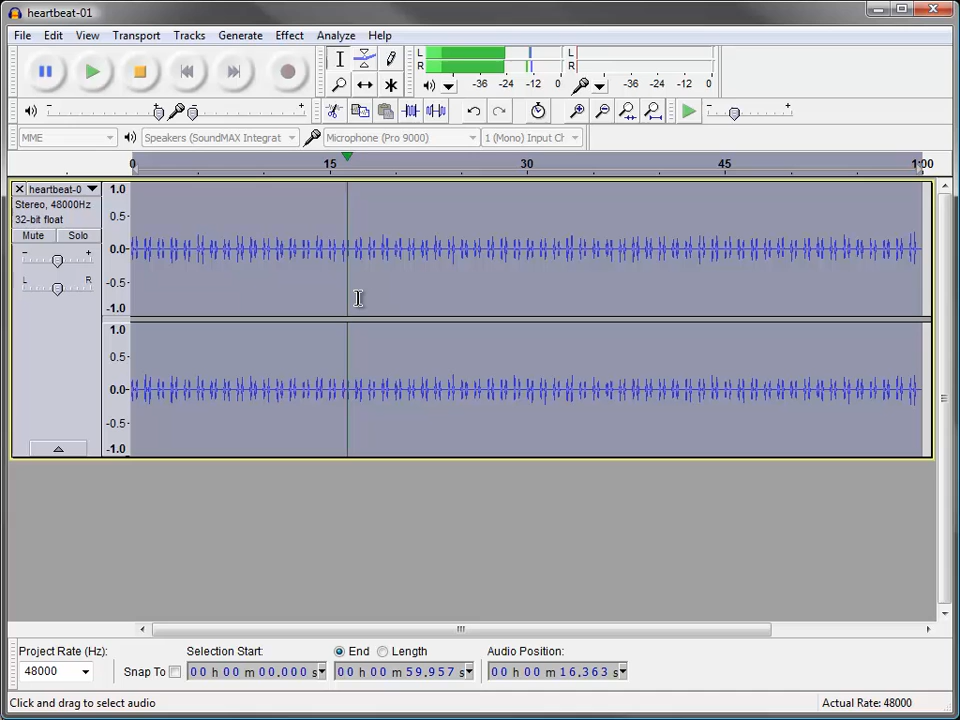 heartbeat-01
File Edit View Transport Tracks Generate Effect Analyze Help
L L
R R
-36 -24 -12 0 -36 -24 -12 0
- + - + - +
MME Speakers (SoundMAX Integrat Microphone (Pro 9000) 1 (Mono) Input Ch
0 15 30 45 1:00
heartbeat-0 1.0
Stereo, 48000Hz
32-bit float 0.5
Mute Solo
- + 0.0
L R -0.5
-1.0
1.0
0.5
0.0
-0.5
-1.0
Project Rate (Hz): Selection Start: End Length Audio Position:
48000 Snap To 00 h 00 m 00.000 s 00 h 00 m 59.957 s 00 h 00 m 16.363 s
Click and drag to select audio Actual Rate: 48000